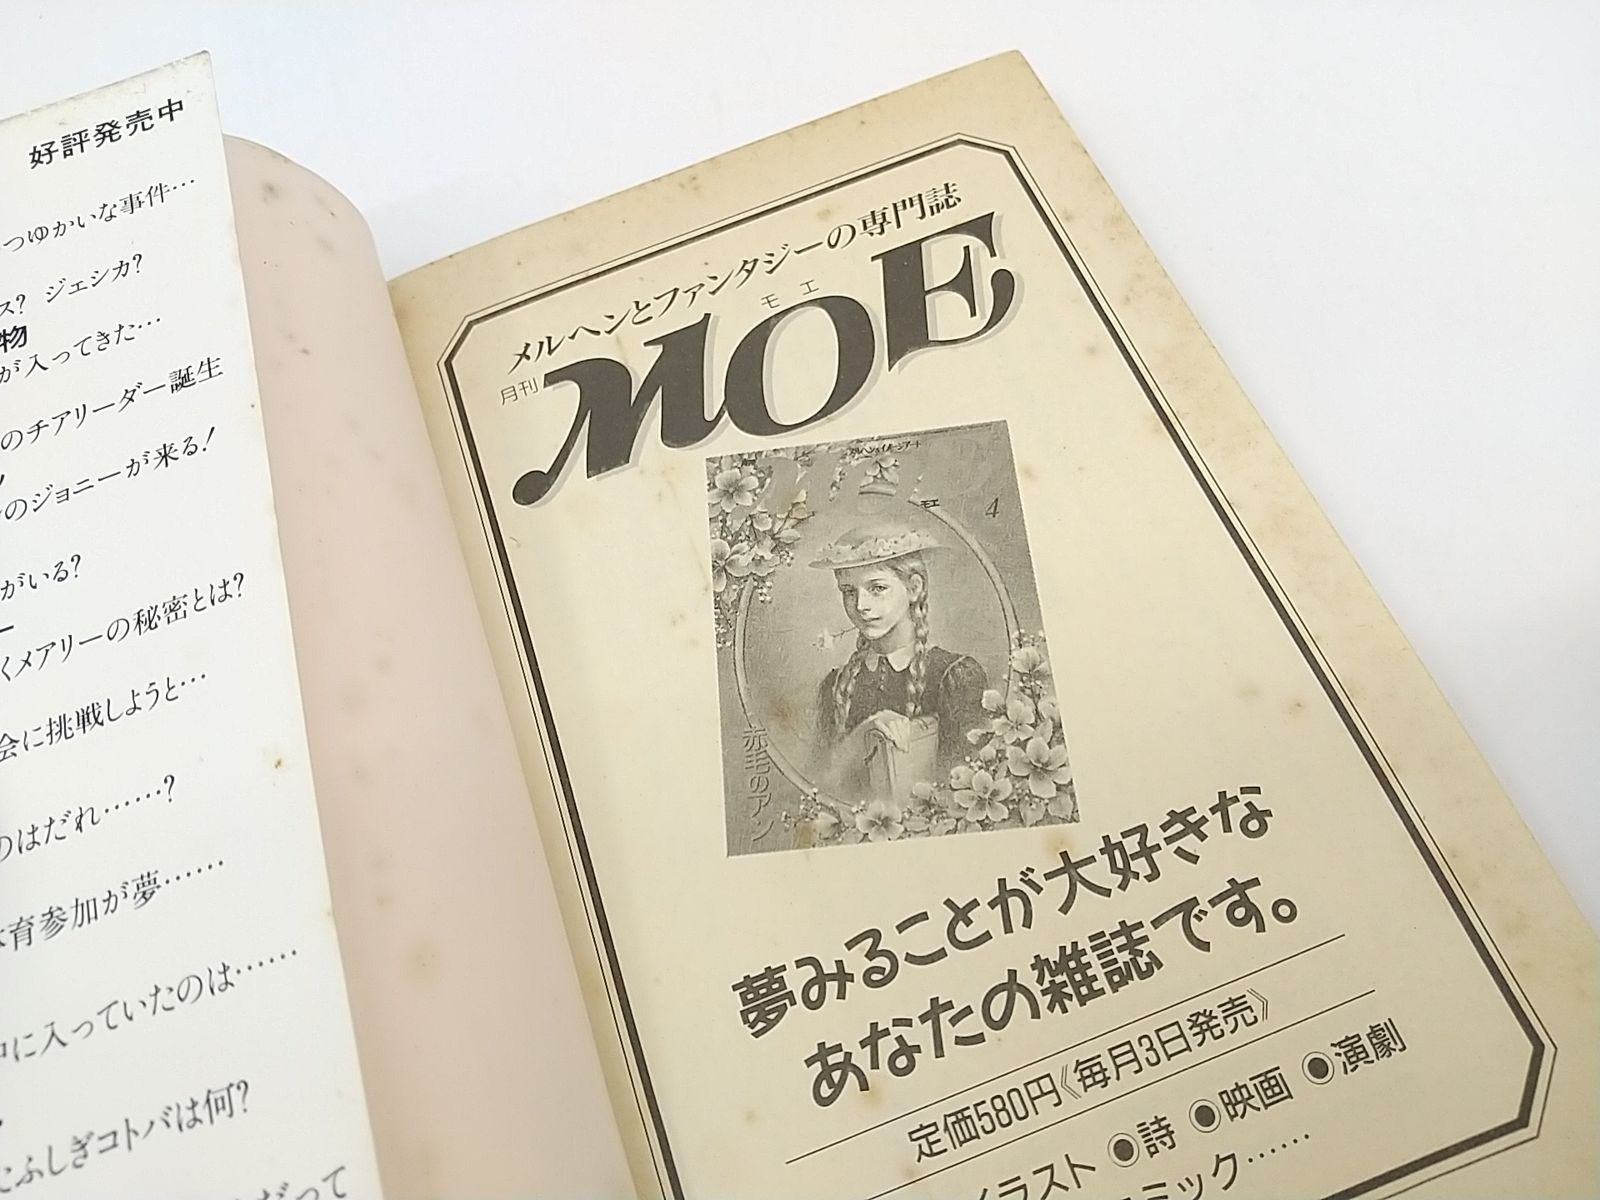 好評発売中
つゆかいな事件…
ス? ジェシカ?
物
が入ってきた…
のチアリーダー誕生
のジョニーが来る!
がいる?
くメアリーの秘密とは?
会に挑戦しようと…
のはだれ……?
育参加が夢……
中に入っていたのは……
ふしぎコトバは何?
だって
メルヘンとファンタジーの専門誌
モエ
月刊 MOE
モエ 4
赤毛のアン
夢みることが大好きな
あなたの雑誌です。
定価580円《毎月3日発売》
イラスト ●詩 ●映画 ●演劇
ミック……